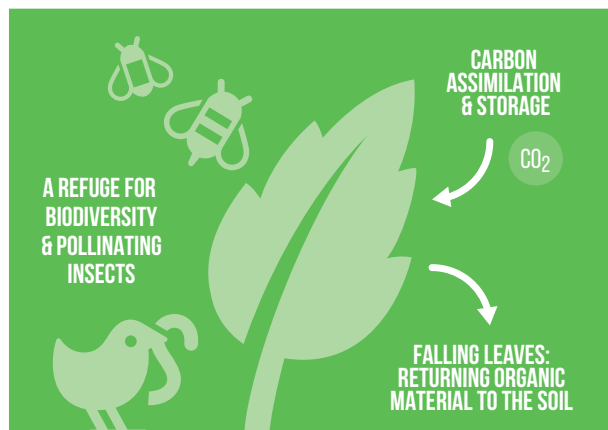 CARBON
ASSIMILATION
& STORAGE
CO₂
A REFUGE FOR
BIODIVERSITY
& POLLINATING
INSECTS
FALLING LEAVES:
RETURNING ORGANIC
MATERIAL TO THE SOIL